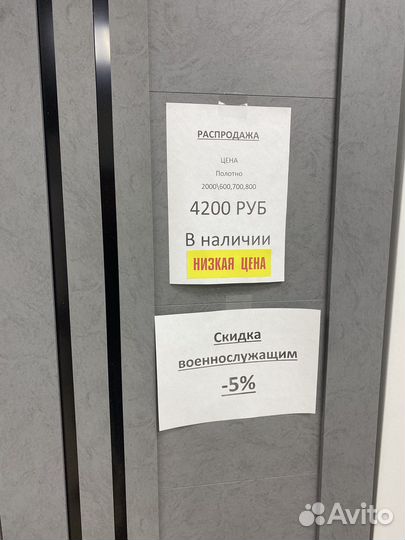 РАСПРОДАЖА
ЦЕНА
Полотно
2000\600,700,800
4200 РУБ
В наличии
НИЗКАЯ ЦЕНА
Скидка
военнослужащим
-5%
Avito